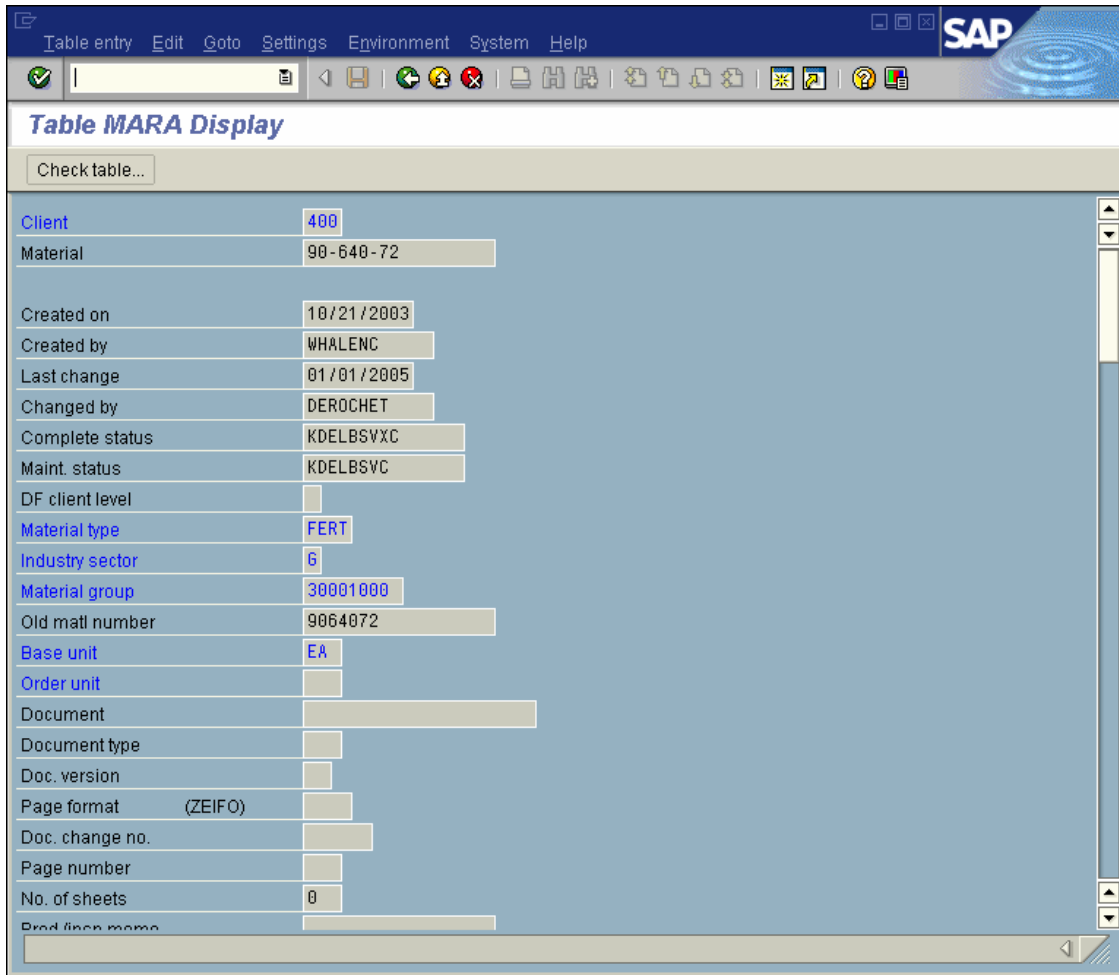 Table entry Edit Goto Settings Environment System Help
SAP
Table MARA Display
Check table...
Client 400
Material 90-640-72
Created on 10/21/2003
Created by WHALENC
Last change 01/01/2005
Changed by DEROCHET
Complete status KDELBSVXC
Maint. status KDELBSVC
DF client level
Material type FERT
Industry sector G
Material group 30001000
Old matl number 9064072
Base unit EA
Order unit
Document
Document type
Doc. version
Page format (ZEIFO)
Doc. change no.
Page number
No. of sheets 0
Prod/insp memo